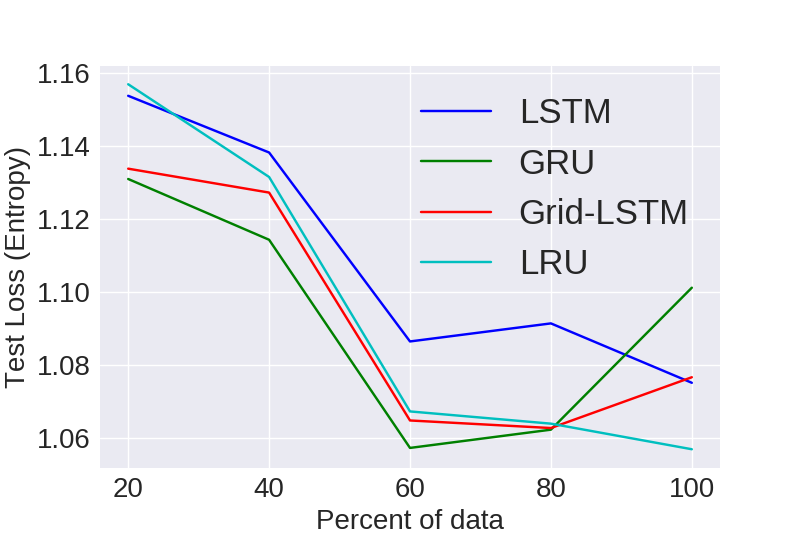 1.16
1.14
1.12
1.10
1.08
1.06
Test Loss (Entropy)
LSTM
GRU
Grid-LSTM
LRU
20 40 60 80 100
Percent of data